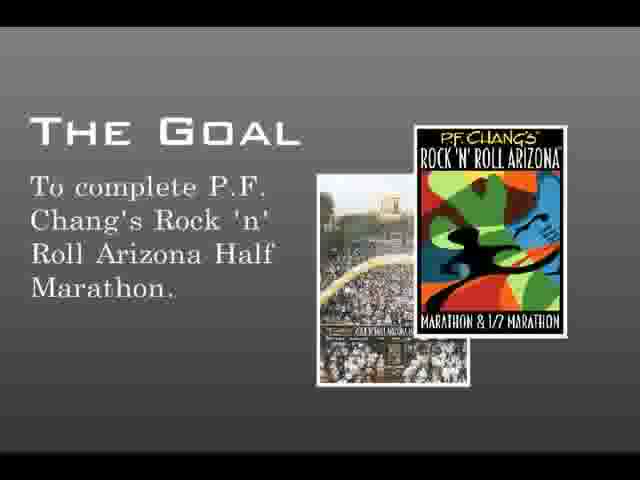 THE GOAL
To complete P.F.
Chang's Rock 'n'
Roll Arizona Half
Marathon.
P.F. CHANG'S
ROCK 'N' ROLL ARIZONA
MARATHON & 1/2 MARATHON